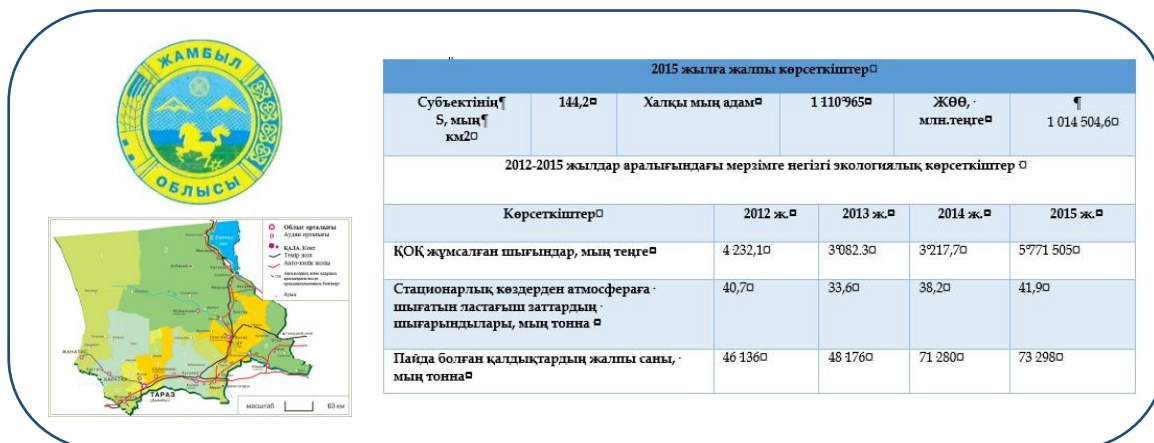 ЖАМБЫЛ
ОБЛЫСЫ
2015 жылға жалпы көрсеткіштер¤
Субъектінің¶
S, мың¶
км2¤
144,2¤
Халқы мың адам¤
1 110°965¤
ЖӨӨ, ·
млн.теңге¤
¶
1 014 504,6¤
2012-2015 жылдар аралығындағы мерзімге негізгі экологиялық көрсеткіштер ¤
Көрсеткіштер¤
2012 ж.¤
2013 ж.¤
2014 ж.¤
2015 ж.¤
ҚОҚ жұмсалған шығындар, мың теңге¤
4 232,1¤
3°082.3¤
3°217,7¤
5°771 505¤
Стационарлық көздерден атмосфераға ·
шығатын ластағыш заттардың ·
шығарындылары, мың тонна ¤
40,7¤
33,6¤
38,2¤
41,9¤
Пайда болған қалдықтардың жалпы саны, ·
мың тонна¤
46 136¤
48 176¤
71 280¤
73 298¤
Облыс орталығы
Аудан орталығы
ҚАЛА, Кент
Темір жол
Авто-көлік жолы
Ауыл
ЖАНАТАС
КАРАТАУ
ТАРАЗ
масштаб
63 км